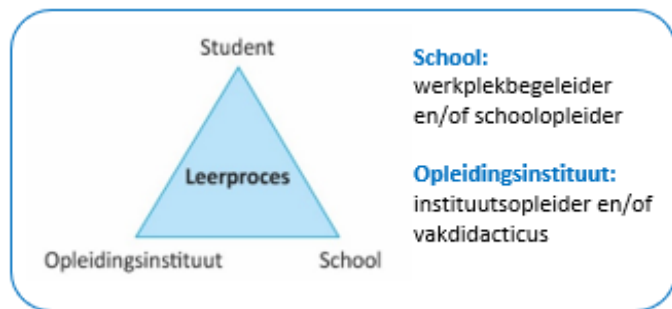 Student
Leerproces
Opleidingsinstituut School
School:
werkplekbegeleider
en/of schoolopleider
Opleidingsinstituut:
instituutsopleider en/of
vakdidacticus